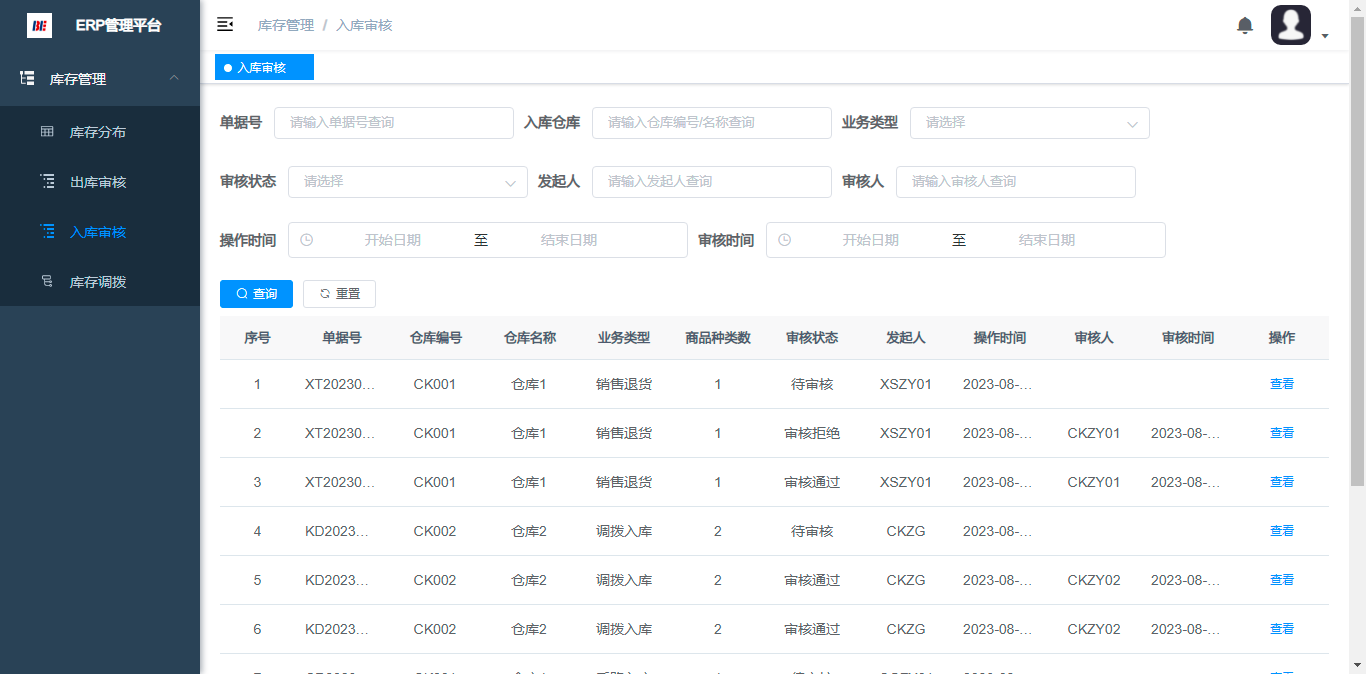 ERP管理平台
库存管理
库存分布
出库审核
入库审核
库存调拨
库存管理 / 入库审核
入库审核
单据号 请输入单据号查询 入库仓库 请输入仓库编号/名称查询 业务类型 请选择
审核状态 请选择 发起人 请输入发起人查询 审核人 请输入审核人查询
操作时间 开始日期 至 结束日期 审核时间 开始日期 至 结束日期
查询 重置
序号 单据号 仓库编号 仓库名称 业务类型 商品种类数 审核状态 发起人 操作时间 审核人 审核时间 操作
1 XT20230... CK001 仓库1 销售退货 1 待审核 XSZY01 2023-08-... 查看
2 XT20230... CK001 仓库1 销售退货 1 审核拒绝 XSZY01 2023-08-... CKZY01 2023-08-... 查看
3 XT20230... CK001 仓库1 销售退货 1 审核通过 XSZY01 2023-08-... CKZY01 2023-08-... 查看
4 KD2023... CK002 仓库2 调拨入库 2 待审核 CKZG 2023-08-... 查看
5 KD2023... CK002 仓库2 调拨入库 2 审核通过 CKZG 2023-08-... CKZY02 2023-08-... 查看
6 KD2023... CK002 仓库2 调拨入库 2 审核通过 CKZG 2023-08-... CKZY02 2023-08-... 查看